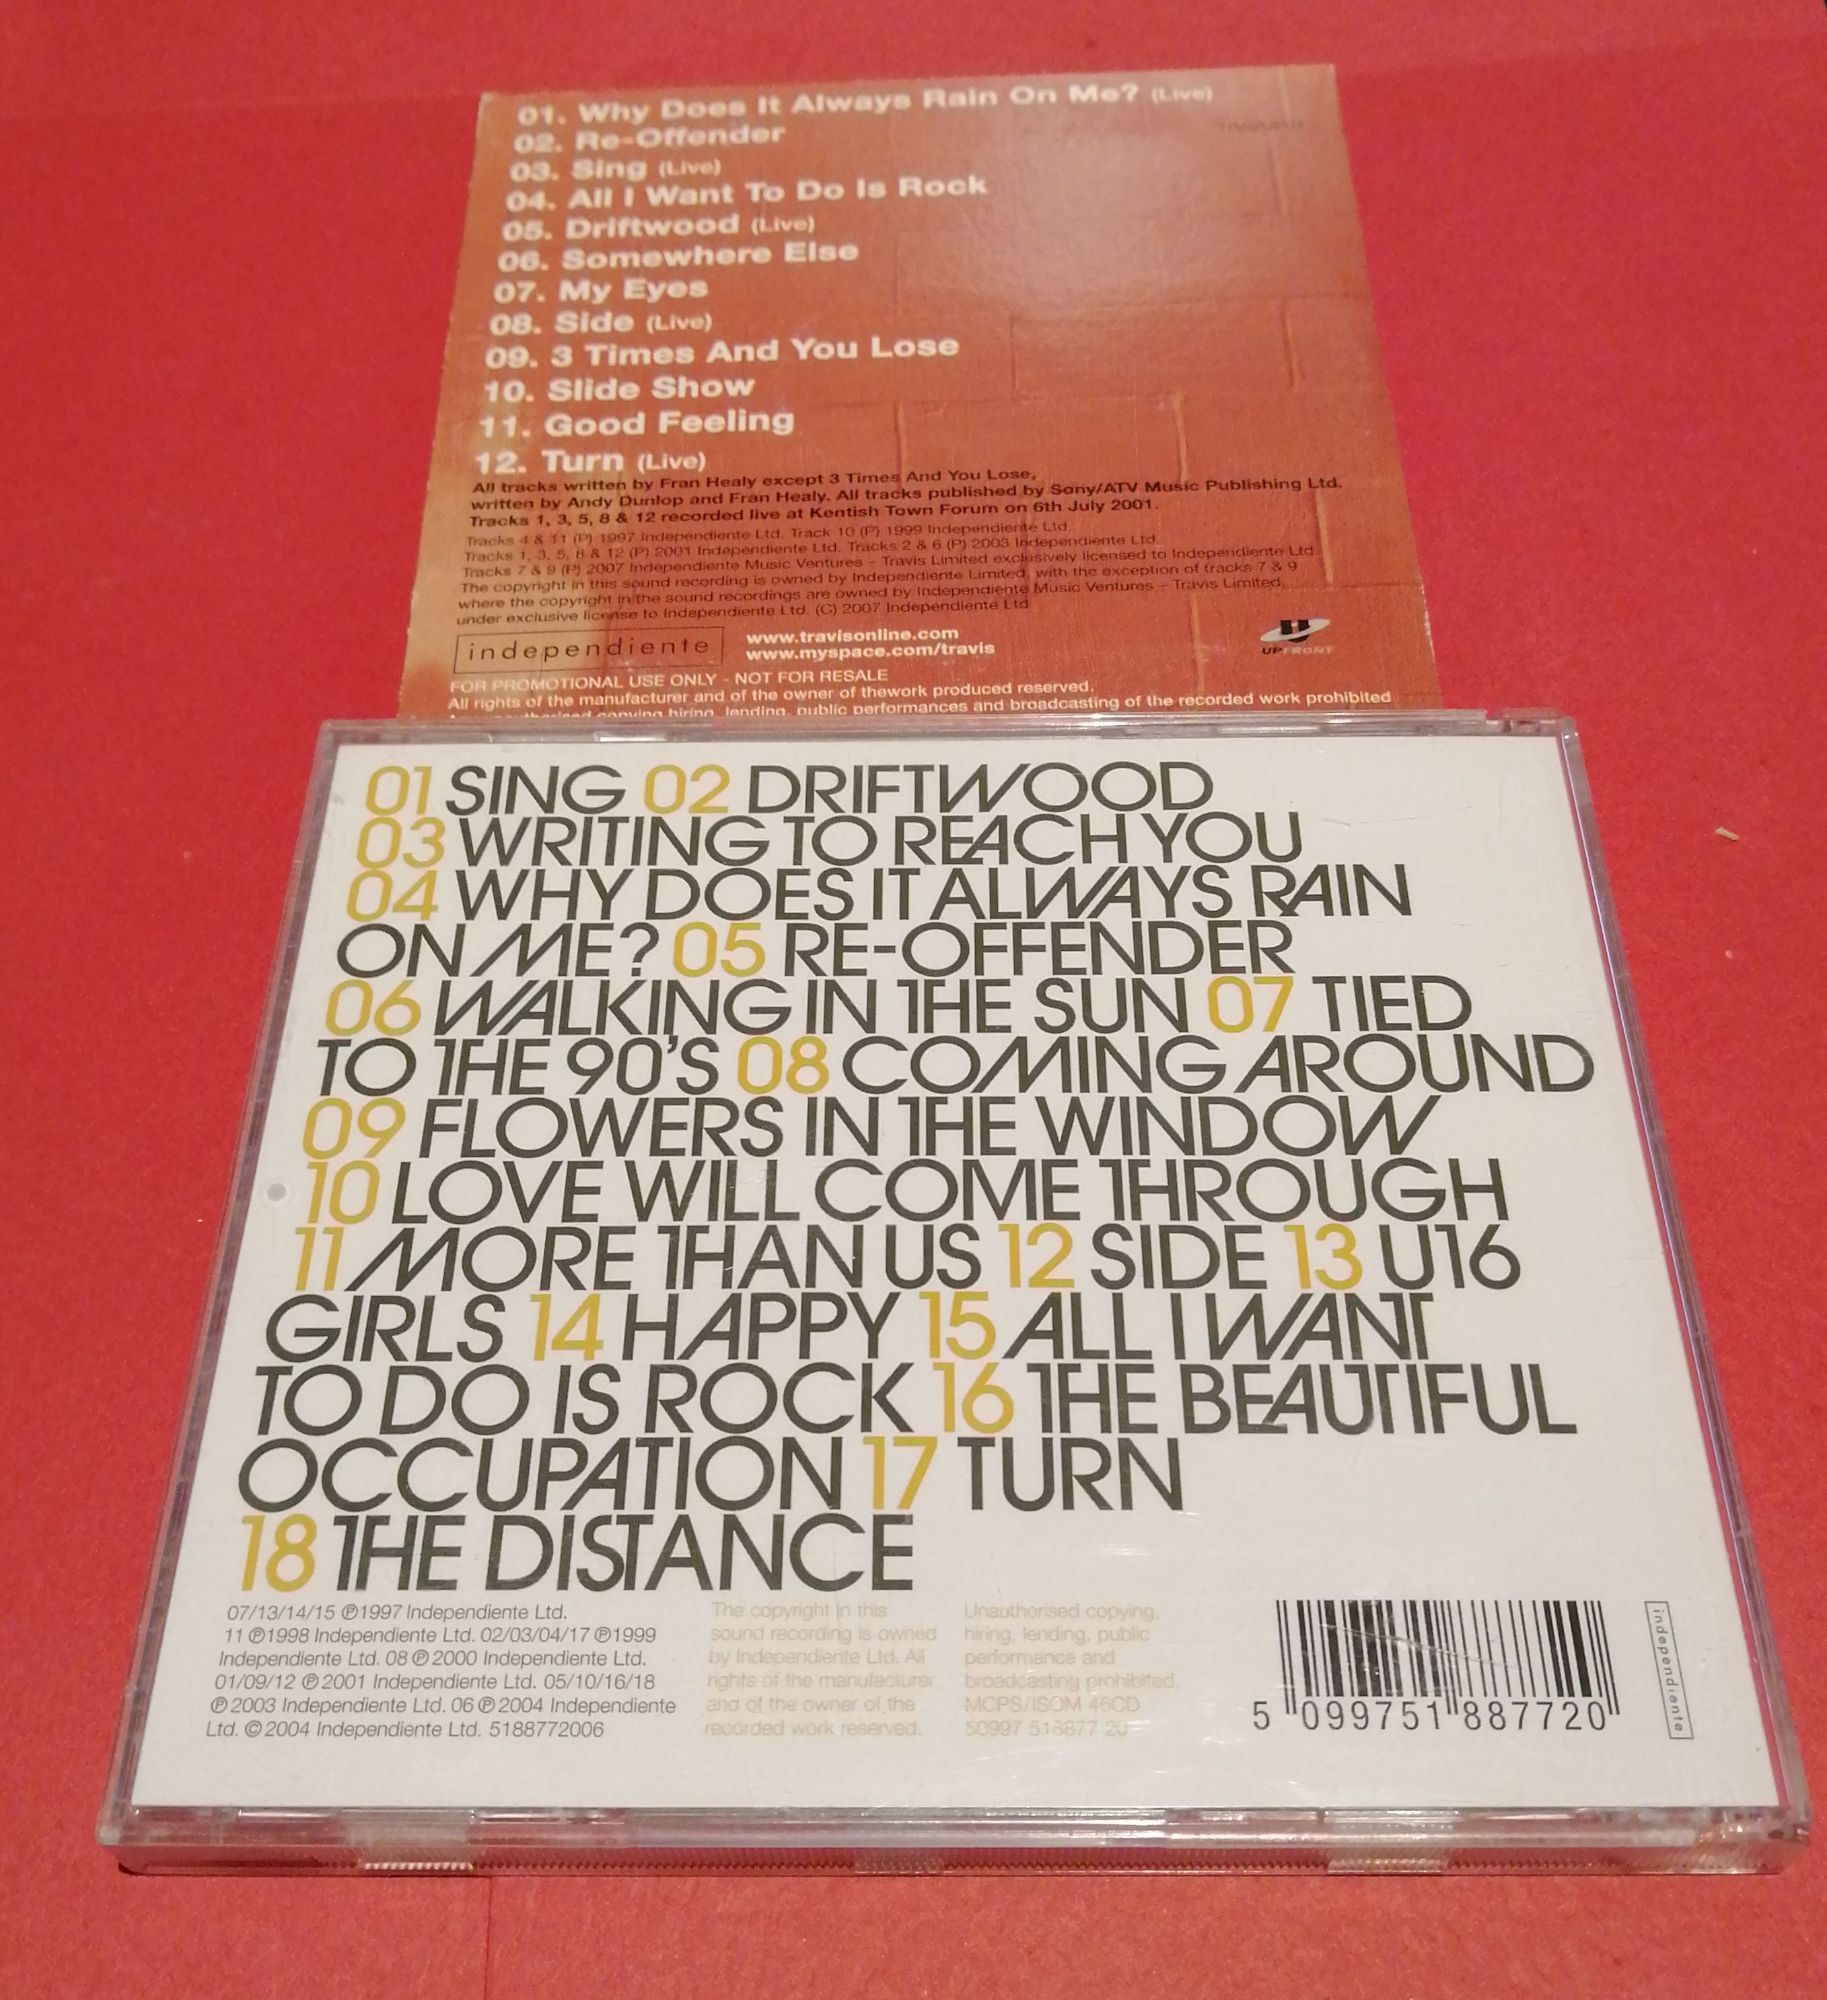 01. Why Does It Always Rain On Me? (Live)
02. Re-Offender
03. Sing (Live)
04. All I Want To Do Is Rock
05. Driftwood (Live)
06. Somewhere Else
07. My Eyes
08. Side (Live)
09. 3 Times And You Lose
10. Slide Show
11. Good Feeling
12. Turn (Live)
All tracks written by Fran Healy except 3 Times And You Lose,
written by Andy Dunlop and Fran Healy. All tracks published by Sony/ATV Music Publishing Ltd.
Tracks 1, 3, 5, 8 & 12 recorded live at Kentish Town Forum on 6th July 2001.
Tracks 4 & 11 (P) 1997 Independiente Ltd. Track 10 (P) 1999 Independiente Ltd.
Tracks 1, 3, 5, 8 & 12 (P) 2001 Independiente Ltd. Tracks 2 & 6 (P) 2003 Independiente Ltd.
Tracks 7 & 9 (P) 2007 Independiente Music Ventures – Travis Limited exclusively licensed to Independiente Ltd.
The copyright in this sound recording is owned by Independiente Limited, with the exception of tracks 7 & 9
where the copyright in the sound recordings are owned by Independiente Music Ventures – Travis Limited,
under exclusive license to Independiente Ltd. (C) 2007 Independiente Ltd
independiente
www.travisonline.com
www.myspace.com/travis
UPFRONT
FOR PROMOTIONAL USE ONLY - NOT FOR RESALE
All rights of the manufacturer and of the owner of thework produced reserved.
copying hiring, lending, public performances and broadcasting of the recorded work prohibited
01 SING 02 DRIFTWOOD
03 WRITING TO REACH YOU
04 WHY DOES IT ALWAYS RAIN
ON ME? 05 RE-OFFENDER
06 WALKING IN THE SUN 07 TIED
TO THE 90'S 08 COMING AROUND
09 FLOWERS IN THE WINDOW
10 LOVE WILL COME THROUGH
11 MORE THAN US 12 SIDE 13 U16
GIRLS 14 HAPPY 15 ALL I WANT
TO DO IS ROCK 16 THE BEAUTIFUL
OCCUPATION 17 TURN
18 THE DISTANCE
07/13/14/15 ℗1997 Independiente Ltd.
11 ℗1998 Independiente Ltd. 02/03/04/17 ℗1999
Independiente Ltd. 08 ℗ 2000 Independiente Ltd.
01/09/12 ℗ 2001 Independiente Ltd. 05/10/16/18
℗ 2003 Independiente Ltd. 06 ℗ 2004 Independiente
Ltd. © 2004 Independiente Ltd. 5188772006
The copyright in this
sound recording is owned
by Independiente Ltd. All
rights of the manufacturer
and of the owner of the
recorded work reserved.
Unauthorised copying,
hiring, lending, public
performance and
broadcasting prohibited.
MCPS/ISOM 46CD
50997 518877 20
5 099751 887720
independiente